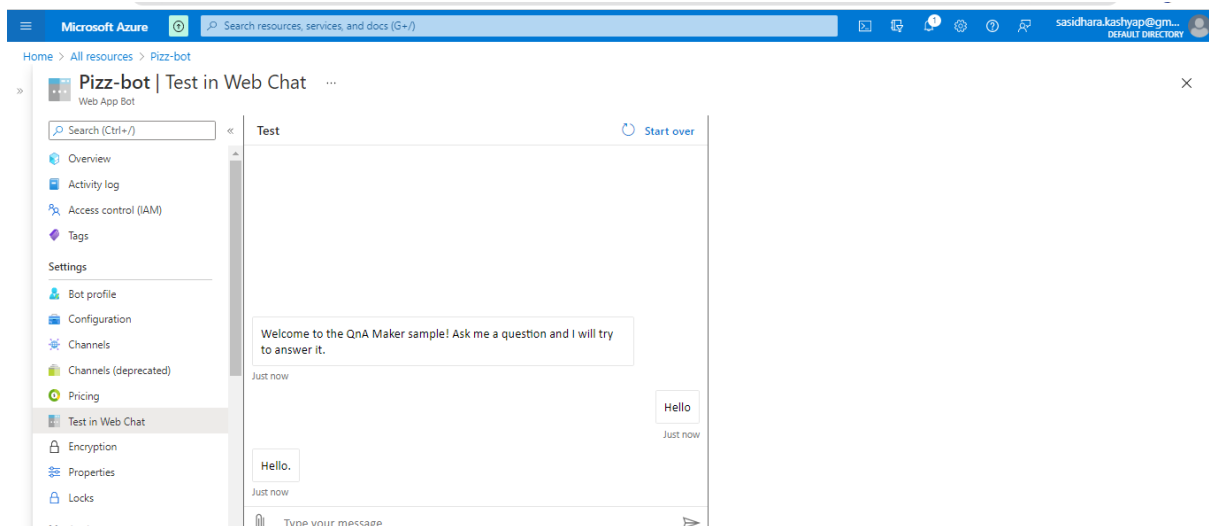 Microsoft Azure
Search resources, services, and docs (G+/)
1
sasidhara.kashyap@gm...
DEFAULT DIRECTORY
Home > All resources > Pizz-bot
»
Pizz-bot | Test in Web Chat ...
Web App Bot
Search (Ctrl+/)
«
Overview
Activity log
Access control (IAM)
Tags
Settings
Bot profile
Configuration
Channels
Channels (deprecated)
Pricing
Test in Web Chat
Encryption
Properties
Locks
Test
Start over
Welcome to the QnA Maker sample! Ask me a question and I will try
to answer it.
Just now
Hello
Just now
Hello.
Just now
Type your message